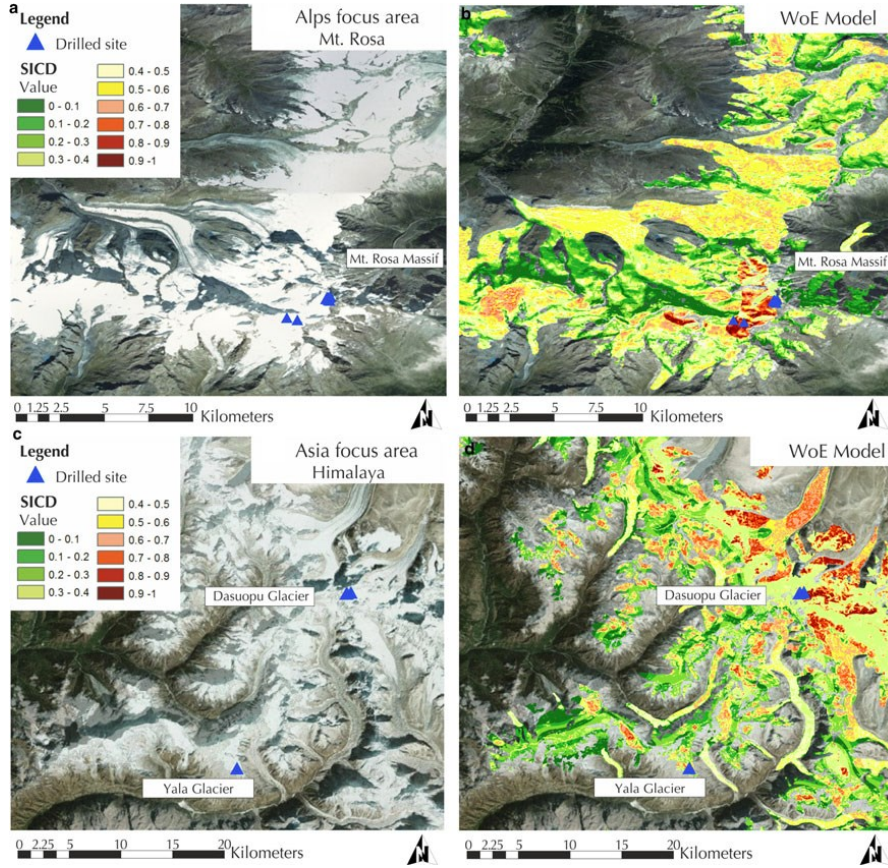 a
Legend
Drilled site
SICD
Value
0 - 0.1
0.1 - 0.2
0.2 - 0.3
0.3 - 0.4
0.4 - 0.5
0.5 - 0.6
0.6 - 0.7
0.7 - 0.8
0.8 - 0.9
0.9 -1
Alps focus area
Mt. Rosa
Mt. Rosa Massif
0 1.25 2.5 5 7.5 10
Kilometers
N
b
WoE Model
Mt. Rosa Massif
0 1.25 2.5 5 7.5 10
Kilometers
N
c
Legend
Drilled site
SICD
Value
0 - 0.1
0.1 - 0.2
0.2 - 0.3
0.3 - 0.4
0.4 - 0.5
0.5 - 0.6
0.6 - 0.7
0.7 - 0.8
0.8 - 0.9
0.9 -1
Asia focus area
Himalaya
Dasuopu Glacier
Yala Glacier
0 2.25 5 10 15 20
Kilometers
N
d
WoE Model
Dasuopu Glacier
Yala Glacier
0 2.25 5 10 15 20
Kilometers
N